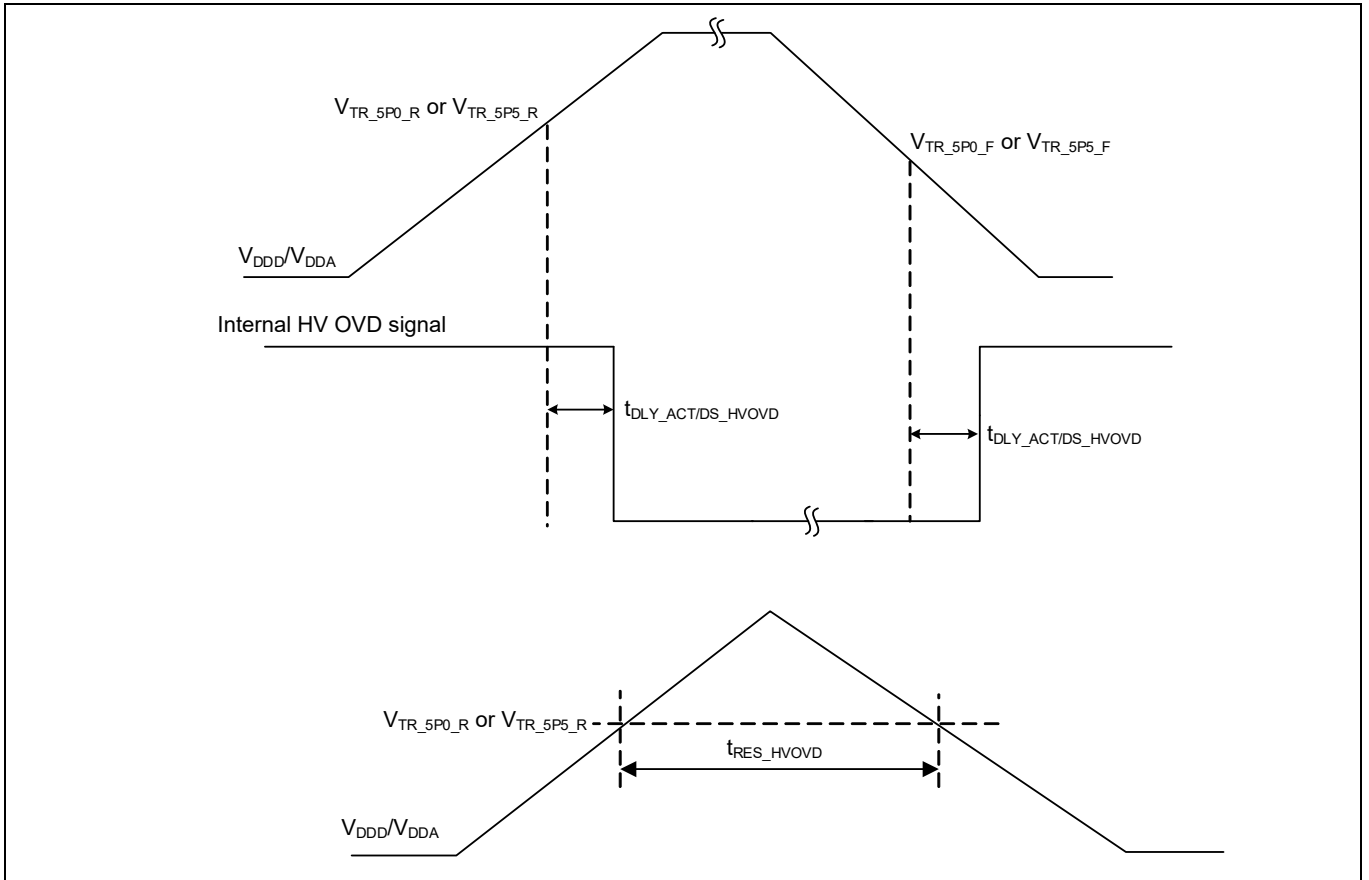 VTR_5P0_R or VTR_5P5_R
VTR_5P0_F or VTR_5P5_F
VDDD/VDDA
Internal HV OVD signal
tDLY_ACT/DS_HVOVD
tDLY_ACT/DS_HVOVD
VTR_5P0_R or VTR_5P5_R
tRES_HVOVD
VDDD/VDDA